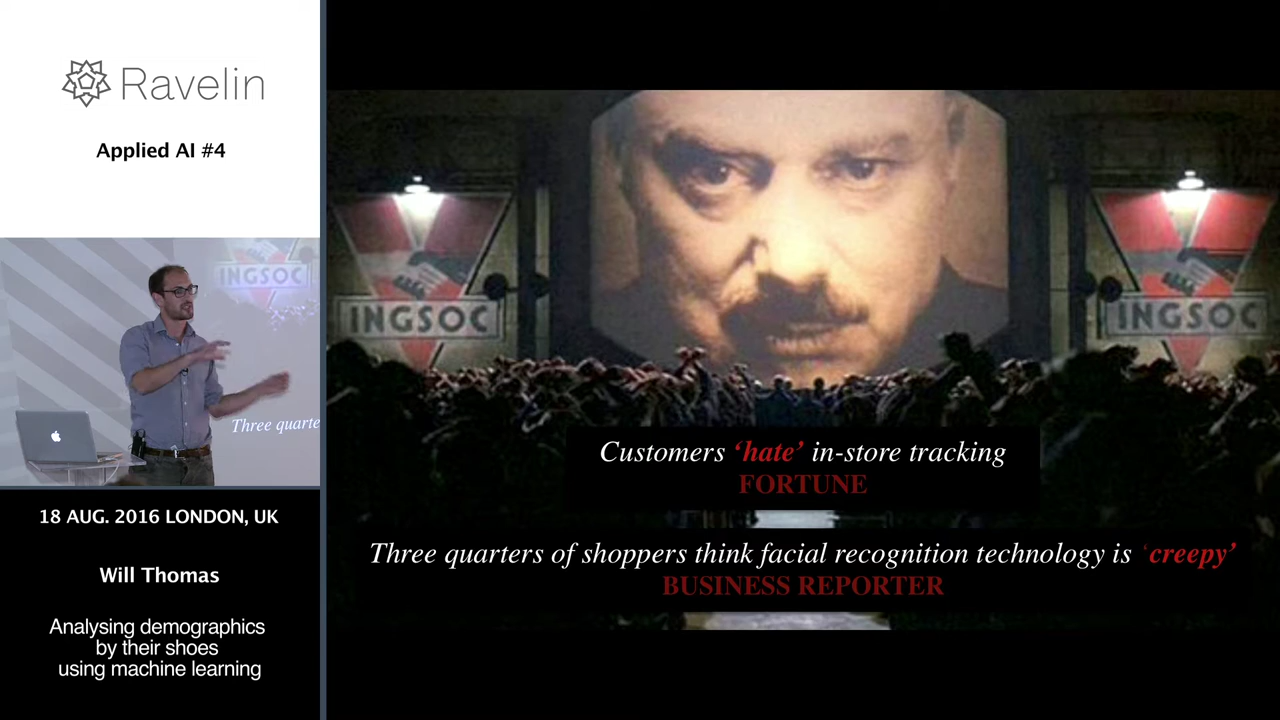 Ravelin
Applied AI #4
INGSOC
Three quarte
18 AUG. 2016 LONDON, UK
Will Thomas
Analysing demographics
by their shoes
using machine learning
INGSOC
INGSOC
Customers ‘hate’ in-store tracking
FORTUNE
Three quarters of shoppers think facial recognition technology is ‘creepy’
BUSINESS REPORTER